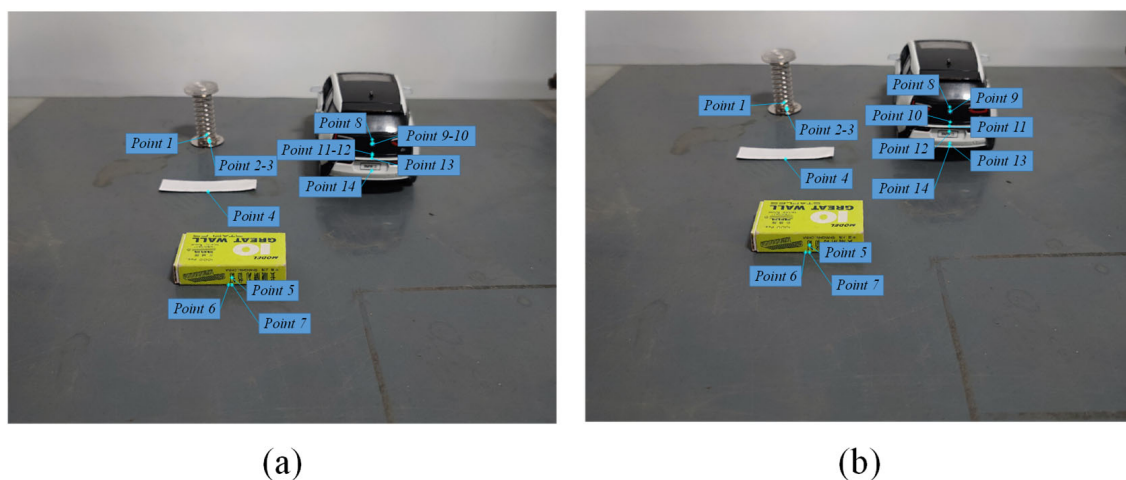 Point 8
Point 1
Point 9-10
Point 11-12
Point 2-3
Point 13
Point 14
Point 4
MODEL
10
GREAT WALL
Point 5
Point 6
Point 7
(a)
Point 8
Point 9
Point 1
Point 10
Point 11
Point 2-3
Point 12
Point 13
Point 4
Point 14
MODEL
10
GREAT WALL
Point 5
Point 6
Point 7
(b)